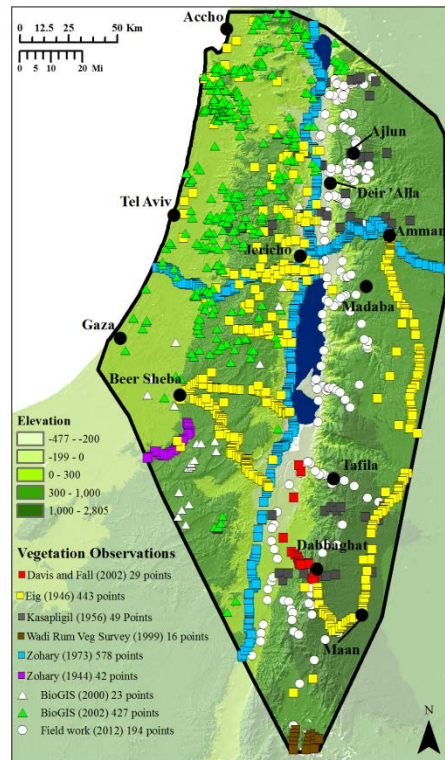 0 12.5 25 50 Km
0 10 20 Mi
Accho
Ajlun
Deir 'Alla
Tel Aviv
Amman
Jericho
Madaba
Gaza
Beer Sheba
Elevation
-477 - -200
-199 - 0
0 - 300
300 - 1,000
1,000 - 2,805
Tafila
Dabbaghat
Maan
Vegetation Observations
Davis and Fall (2002) 29 points
Eig (1946) 443 points
Kasapligil (1956) 49 Points
Wadi Rum Veg Survey (1999) 16 points
Zohary (1973) 578 points
Zohary (1944) 42 points
BioGIS (2000) 23 points
BioGIS (2002) 427 points
Field work (2012) 194 points
N